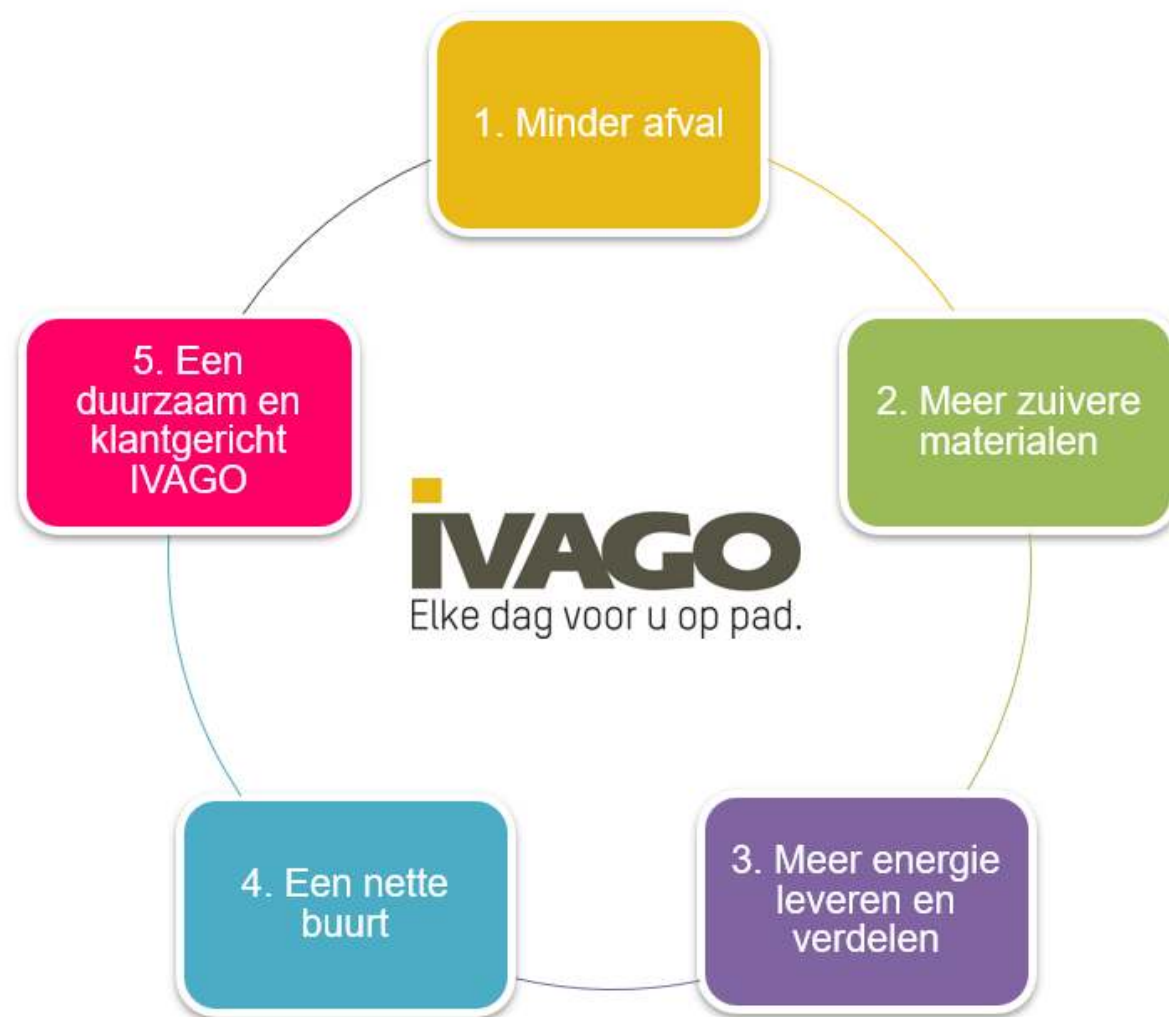 1. Minder afval
2. Meer zuivere
materialen
3. Meer energie
leveren en
verdelen
4. Een nette
buurt
5. Een
duurzaam en
klantgericht
IVAGO
iVAGO
Elke dag voor u op pad.